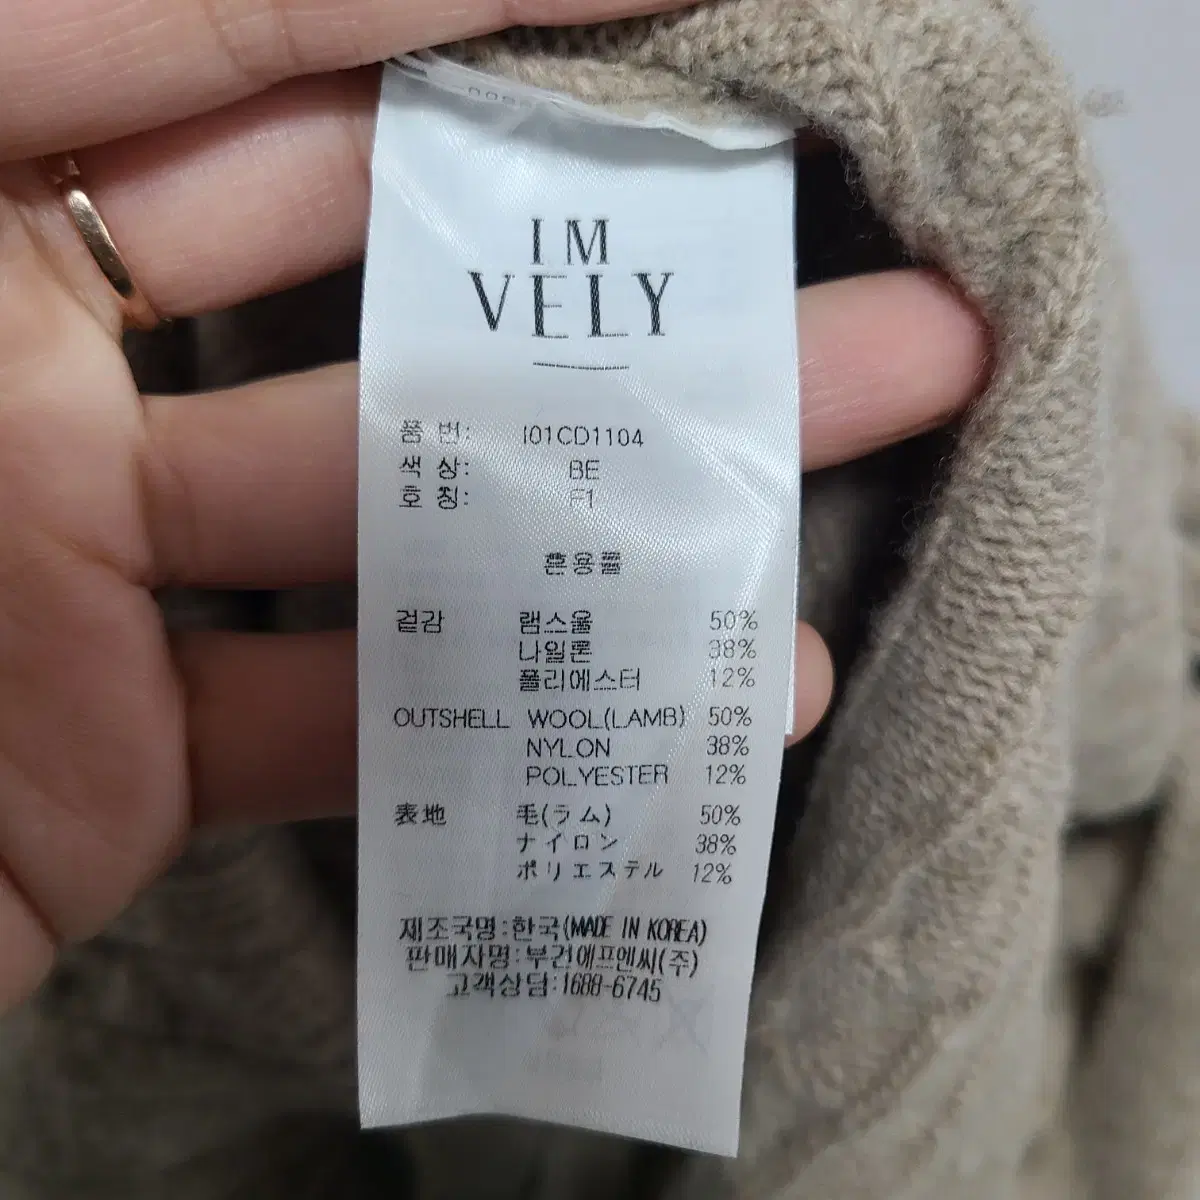 IM
VELY
품 번: I01CD1104
색 상: BE
호 칭: F1
혼용률
겉감 램스울 50%
나일론 38%
폴리에스터 12%
OUTSHELL WOOL(LAMB) 50%
NYLON 38%
POLYESTER 12%
表地 毛(ラム) 50%
ナイロン 38%
ポリエステル 12%
제조국명:한국(MADE IN KOREA)
판매자명:부건에프엔씨(주)
고객상담:1688-6745